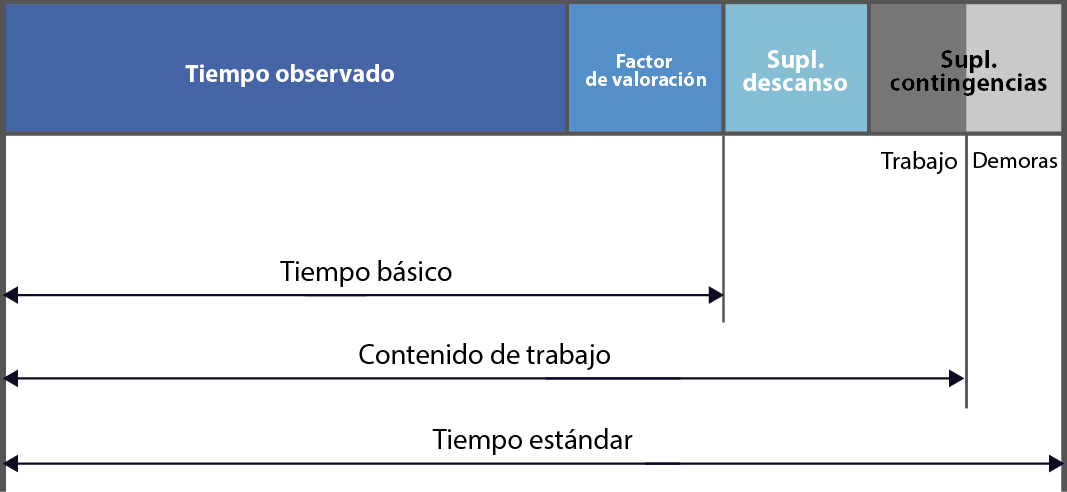 Tiempo observado
Factor
de valoración
Supl.
descanso
Supl.
contingencias
Trabajo
Demoras
Tiempo básico
Contenido de trabajo
Tiempo estándar